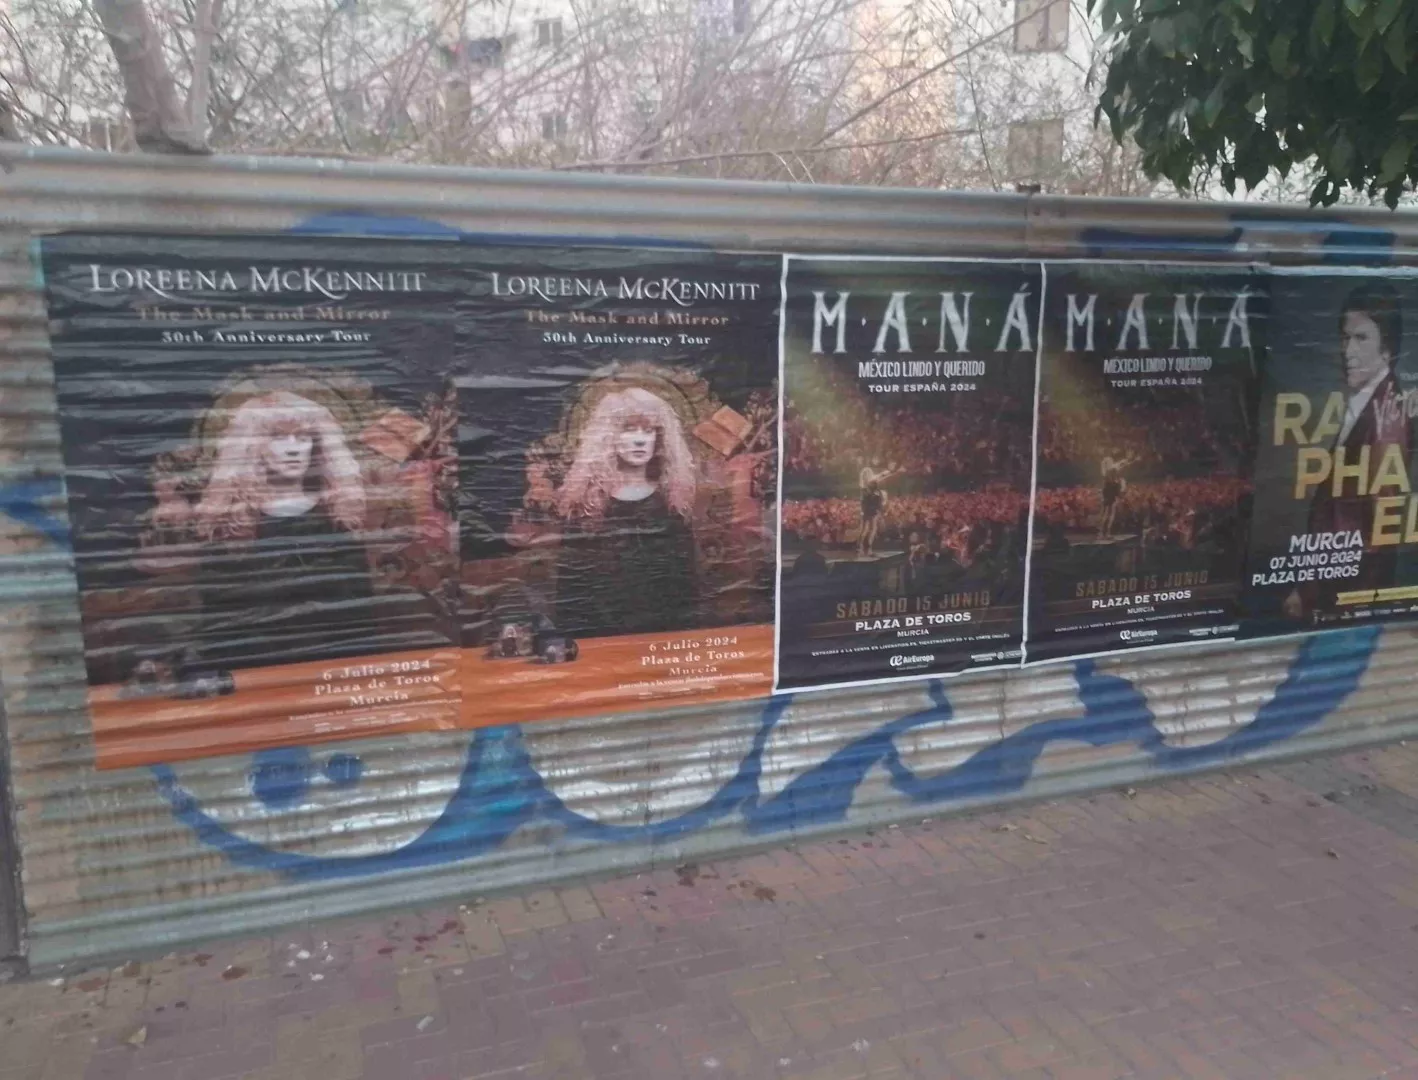 LOREENA MCKENNITT
The Mask and Mirror
30th Anniversary Tour
6 Julio 2024
Plaza de Toros
Murcia
LOREENA MCKENNITT
The Mask and Mirror
30th Anniversary Tour
6 Julio 2024
Plaza de Toros
Murcia
M·A·N·Á
MÉXICO LINDO Y QUERIDO
TOUR ESPAÑA 2024
SÁBADO 15 JUNIO
PLAZA DE TOROS
MURCIA
AirEuropa
M·A·N·Á
MÉXICO LINDO Y QUERIDO
TOUR ESPAÑA 2024
SÁBADO 15 JUNIO
PLAZA DE TOROS
MURCIA
AirEuropa
RA
PHA
EL
MURCIA
07 JUNIO 2024
PLAZA DE TOROS